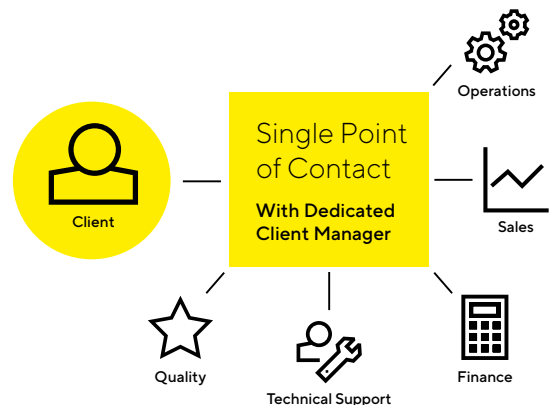 Operations
Single Point
of Contact
With Dedicated
Client Manager
Client
Sales
Quality
Technical Support
Finance